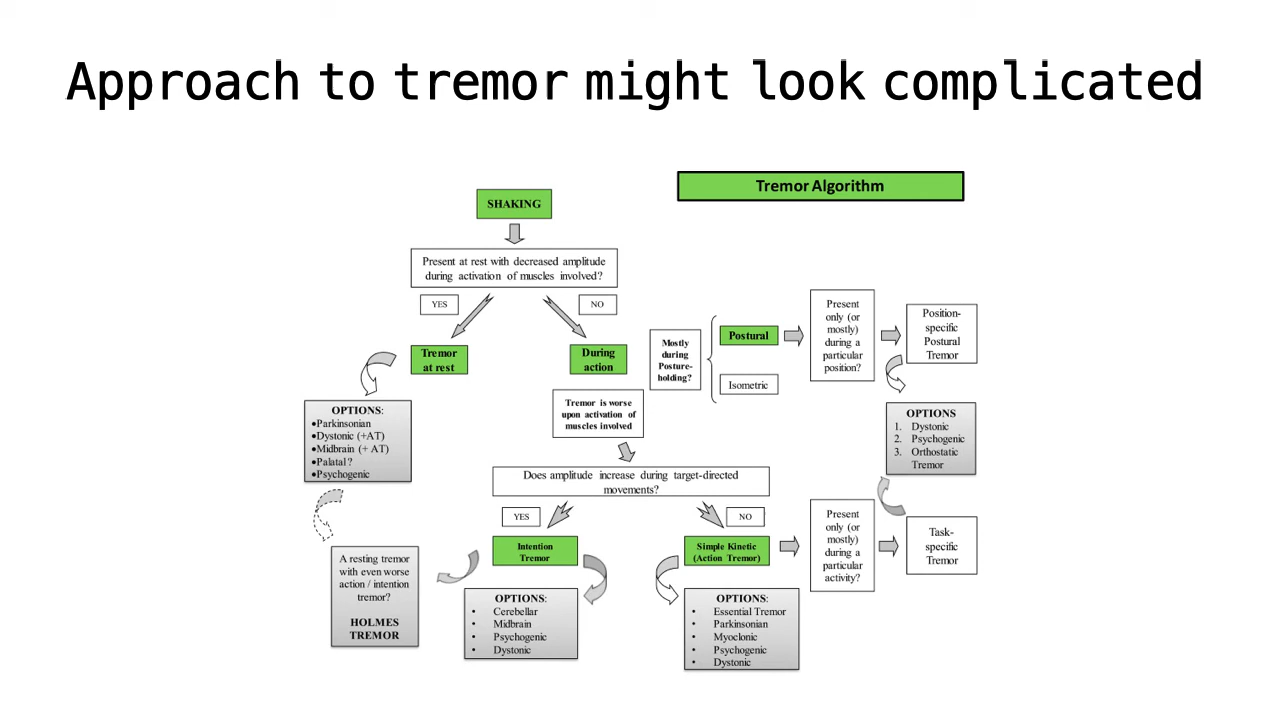 Approach to tremor might look complicated
Tremor Algorithm
SHAKING
Present at rest with decreased amplitude
during activation of muscles involved?
YES
NO
Tremor
at rest
During
action
Mostly
during
Posture-
holding?
Postural
Isometric
Present
only (or
mostly)
during a
particular
position?
Position-
specific
Postural
Tremor
OPTIONS:
•Parkinsonian
•Dystonic (+AT)
•Midbrain (+ AT)
•Palatal?
•Psychogenic
Tremor is worse
upon activation of
muscles involved
OPTIONS
1. Dystonic
2. Psychogenic
3. Orthostatic
Tremor
Does amplitude increase during target-directed
movements?
YES
NO
Intention
Tremor
Simple Kinetic
(Action Tremor)
Present
only (or
mostly)
during a
particular
activity?
Task-
specific
Tremor
A resting tremor
with even worse
action / intention
tremor?
HOLMES
TREMOR
OPTIONS:
• Cerebellar
• Midbrain
• Psychogenic
• Dystonic
OPTIONS:
• Essential Tremor
• Parkinsonian
• Myoclonic
• Psychogenic
• Dystonic